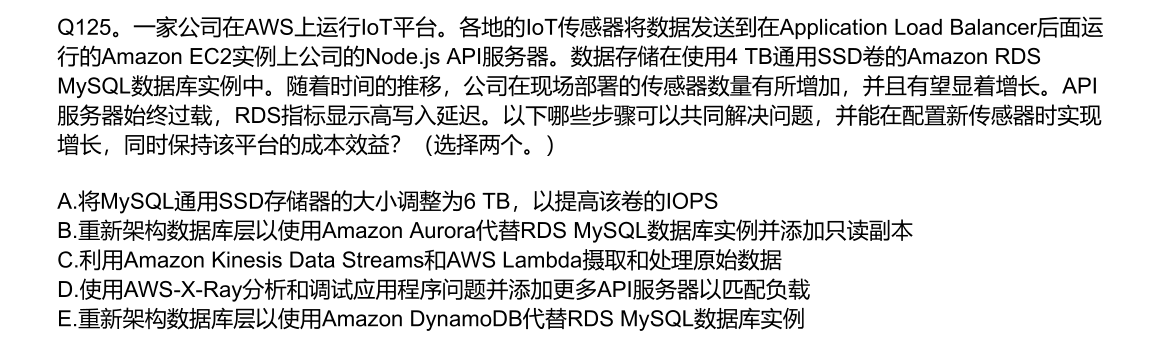 Q125。一家公司在AWS上运行IoT平台。各地的IoT传感器将数据发送到在Application Load Balancer后面运
行的Amazon EC2实例上公司的Node.js API服务器。数据存储在使用4 TB通用SSD卷的Amazon RDS
MySQL数据库实例中。随着时间的推移，公司在现场部署的传感器数量有所增加，并且有望显着增长。API
服务器始终过载，RDS指标显示高写入延迟。以下哪些步骤可以共同解决问题，并能在配置新传感器时实现
增长，同时保持该平台的成本效益？（选择两个。）
A.将MySQL通用SSD存储器的大小调整为6 TB，以提高该卷的IOPS
B.重新架构数据库层以使用Amazon Aurora代替RDS MySQL数据库实例并添加只读副本
C.利用Amazon Kinesis Data Streams和AWS Lambda摄取和处理原始数据
D.使用AWS-X-Ray分析和调试应用程序问题并添加更多API服务器以匹配负载
E.重新架构数据库层以使用Amazon DynamoDB代替RDS MySQL数据库实例